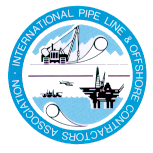 INTERNATIONAL PIPE LINE & OFFSHORE CONTRACTORS ASSOCIATION -